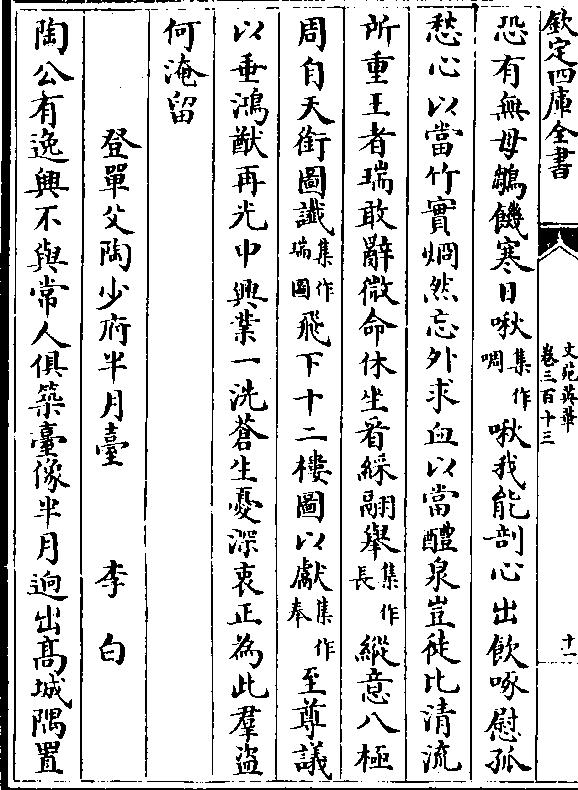 欽定四庫全書
文苑英華
卷三百十三
十一
恐有無母鶵饑寒日啾集作啁啾我能剖心出飲啄慰孤
愁心以當竹實炯然忘外求血以當醴泉豈徒比清流
所重王者瑞敢辭微命休坐看綵翮舉集作長縱意八極
周自天銜圖讖集作瑞圖飛下十二樓圖以獻集作奉至尊議
以垂鴻猷再光中興業一洗蒼生憂深衷正為此羣盜
何淹留
登單父陶少府半月臺 李白
陶公有逸興不與常人俱築臺像半月逈出髙城隅置